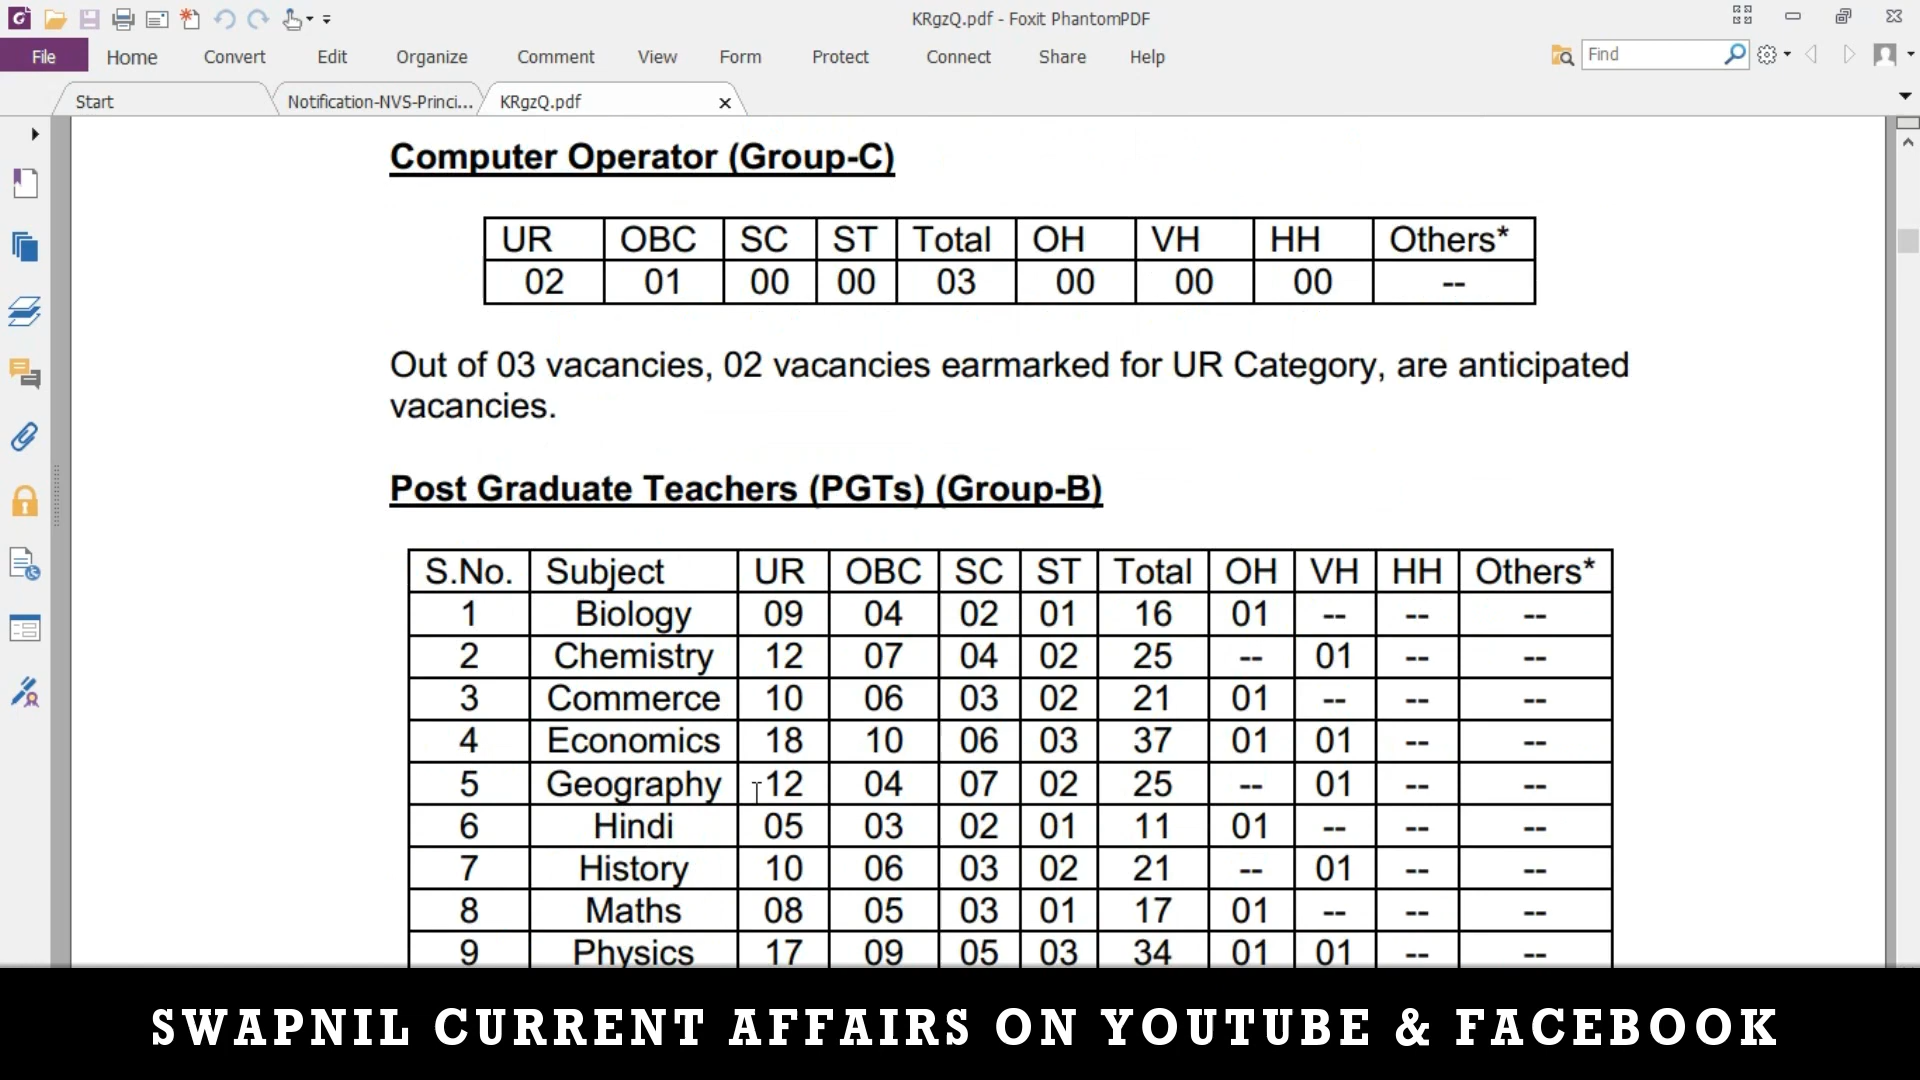 KRgzQ.pdf - Foxit PhantomPDF
File Home Convert Edit Organize Comment View Form Protect Connect Share Help Find
Start Notification-NVS-Princi... KRgzQ.pdf
Computer Operator (Group-C)
UR OBC SC ST Total OH VH HH Others*
02 01 00 00 03 00 00 00 --
Out of 03 vacancies, 02 vacancies earmarked for UR Category, are anticipated
vacancies.
Post Graduate Teachers (PGTs) (Group-B)
S.No. Subject UR OBC SC ST Total OH VH HH Others*
1 Biology 09 04 02 01 16 01 -- -- --
2 Chemistry 12 07 04 02 25 -- 01 -- --
3 Commerce 10 06 03 02 21 01 -- -- --
4 Economics 18 10 06 03 37 01 01 -- --
5 Geography 12 04 07 02 25 -- 01 -- --
6 Hindi 05 03 02 01 11 01 -- -- --
7 History 10 06 03 02 21 -- 01 -- --
8 Maths 08 05 03 01 17 01 -- -- --
9 Physics 17 09 05 03 34 01 01 -- --
SWAPNIL CURRENT AFFAIRS ON YOUTUBE & FACEBOOK